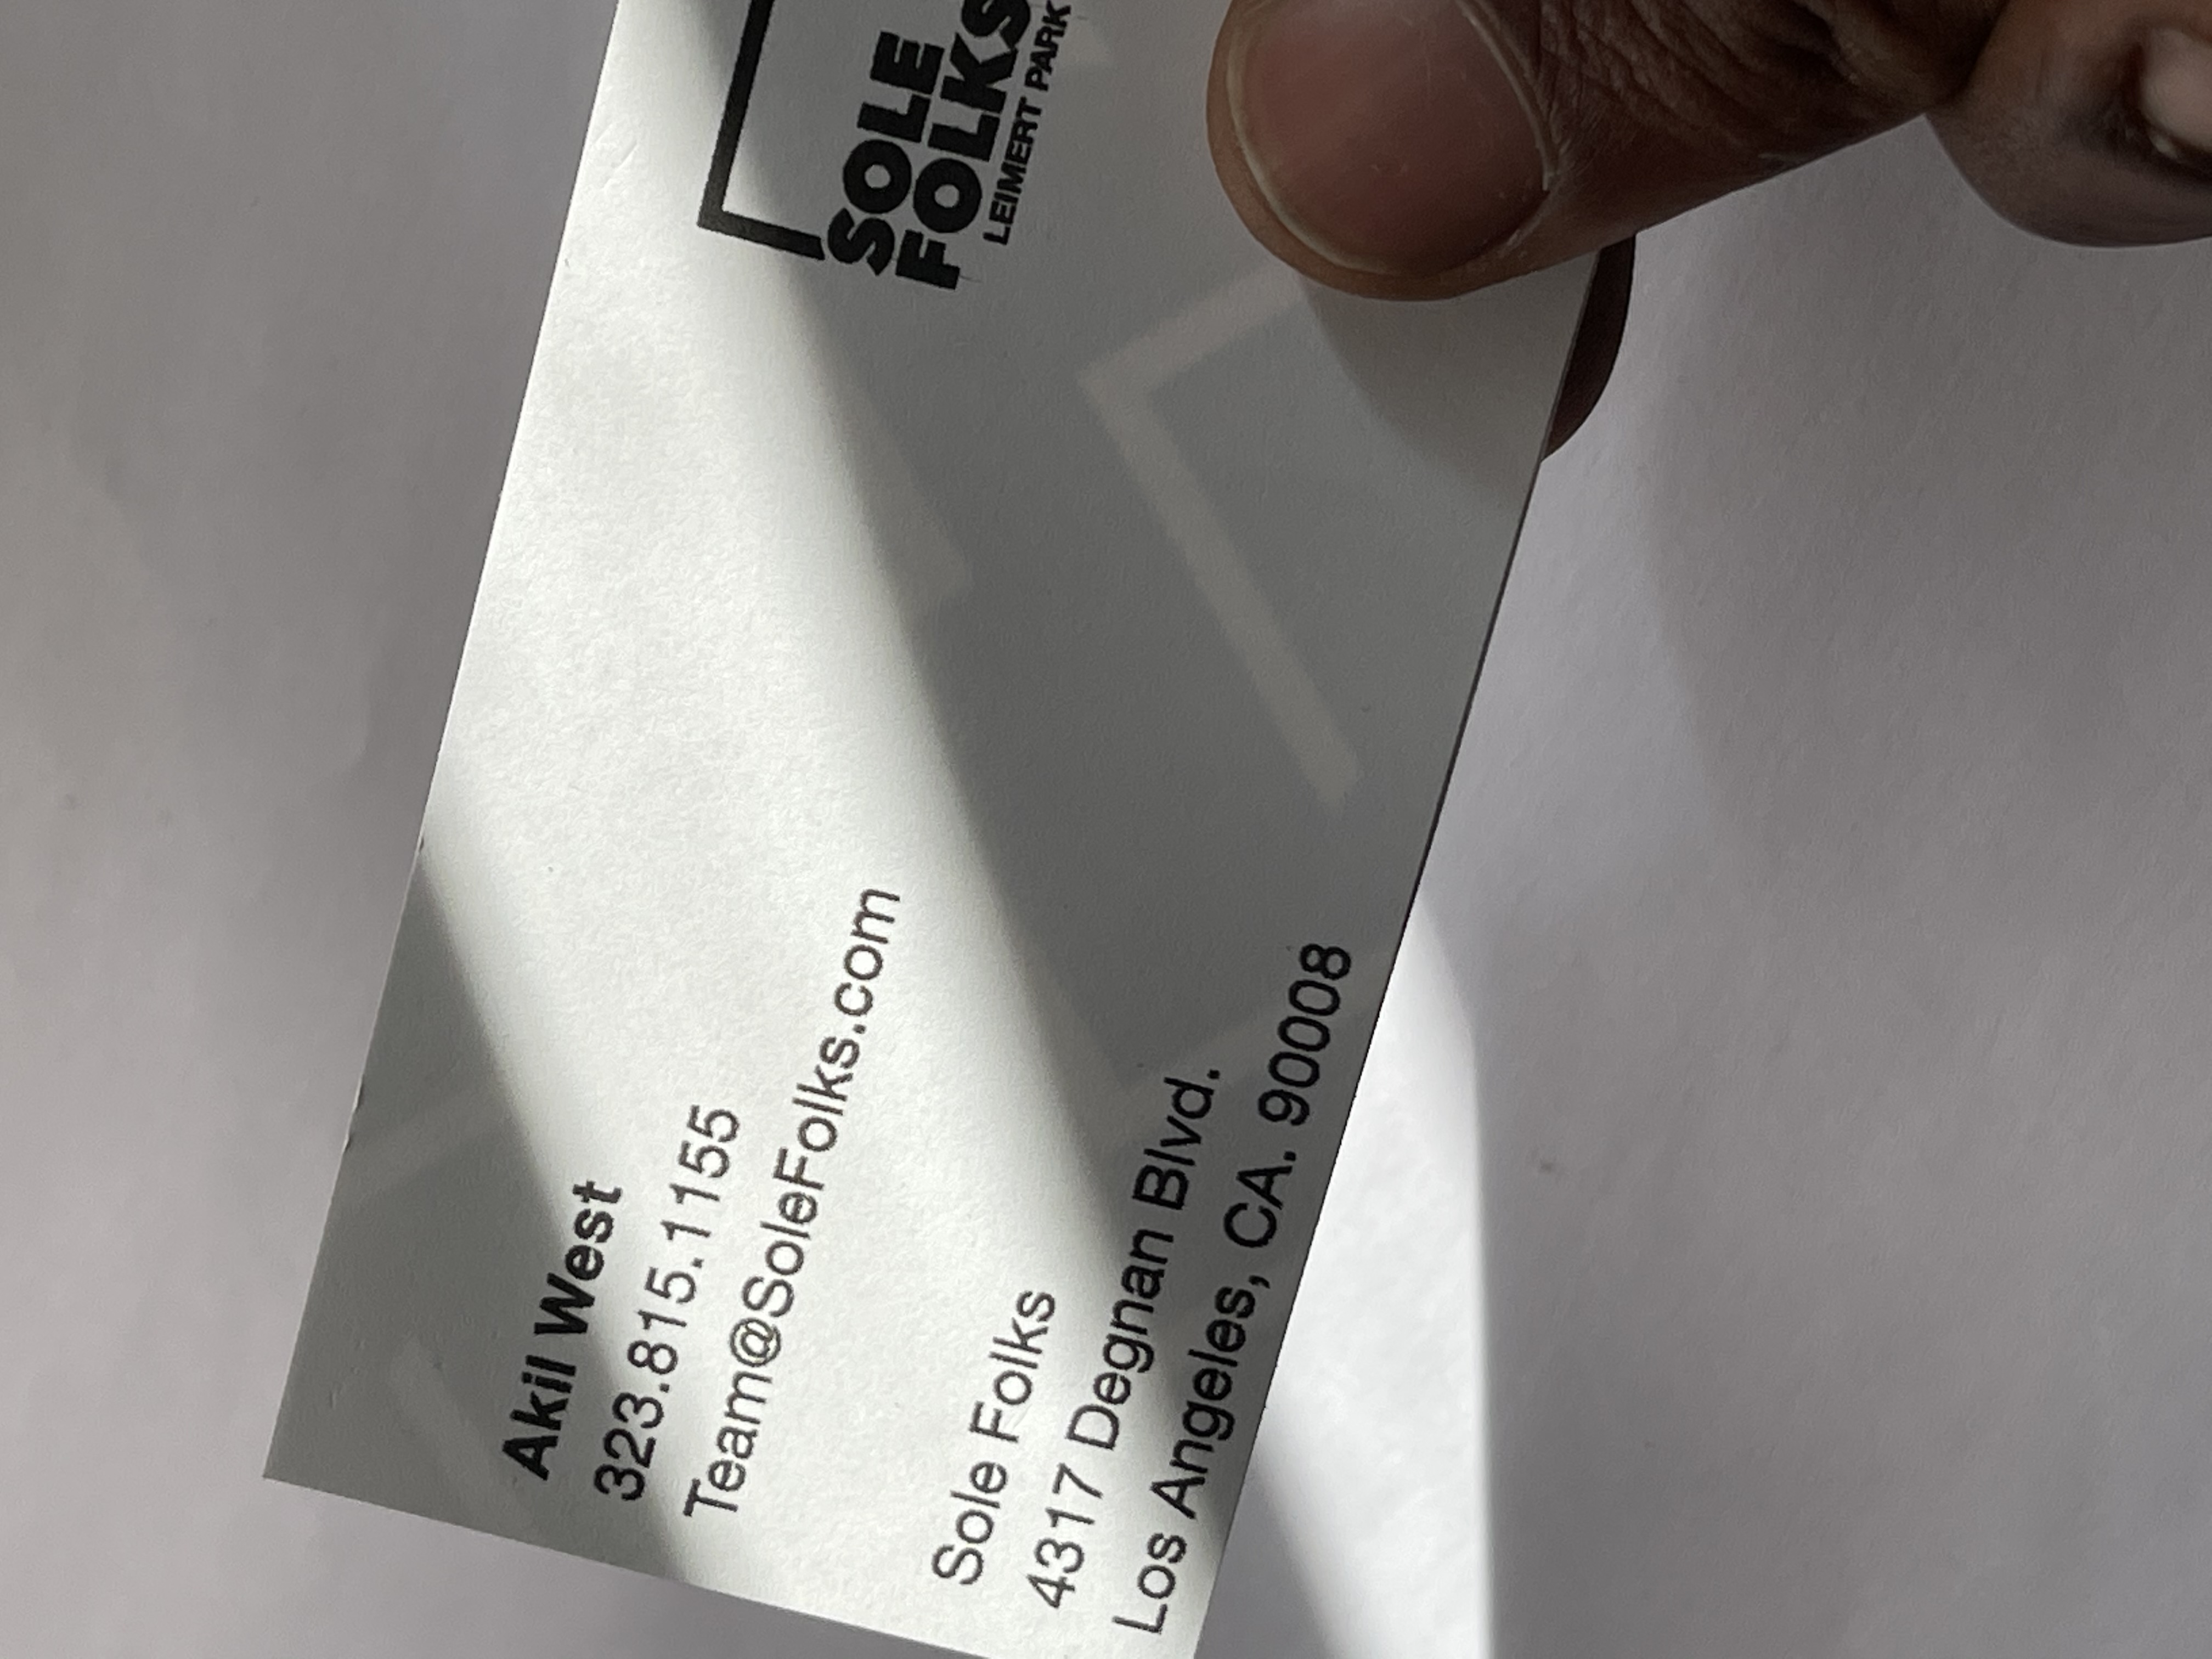 Akil West
323.815.1155
Team@SoleFolks.com
Sole Folks
4317 Degnan Blvd.
Los Angeles, CA. 90008
SOLE
FOLKS
LEIMERT PARK